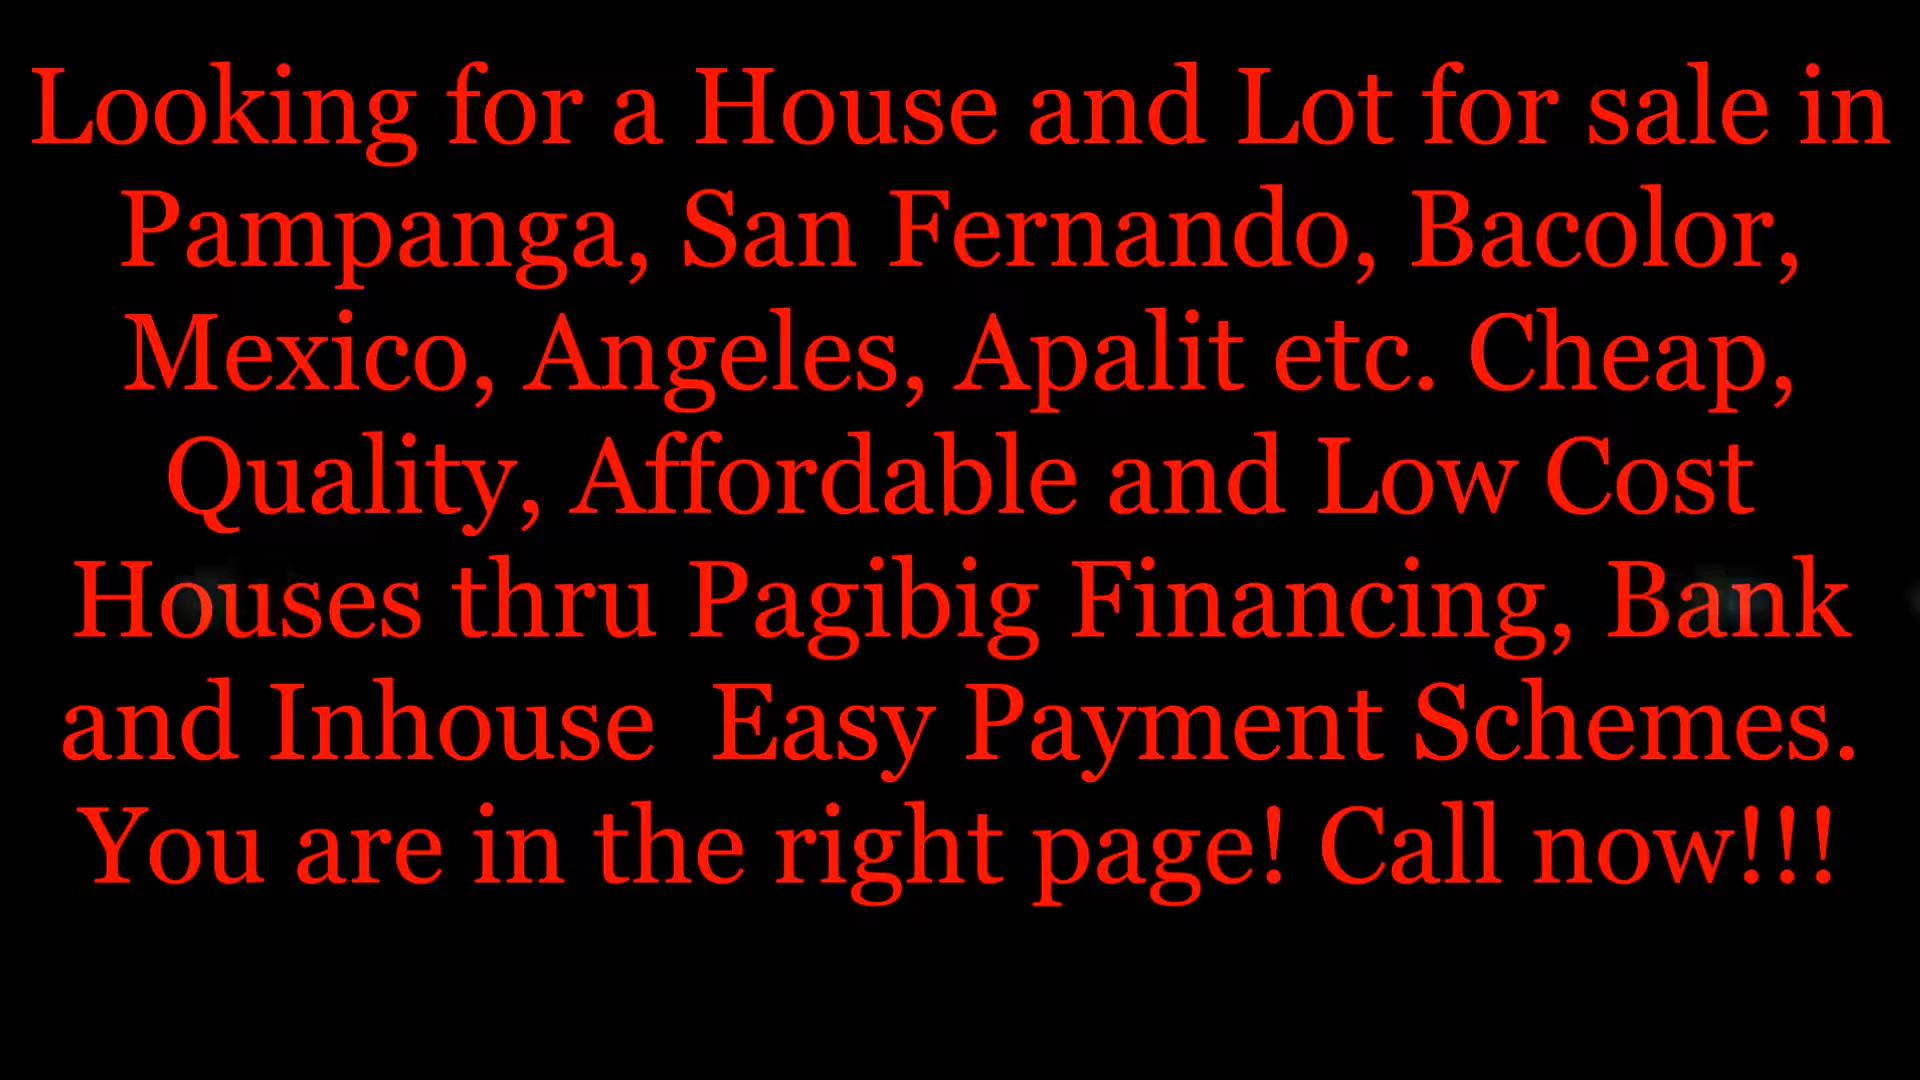 Looking for a House and Lot for sale in
Pampanga, San Fernando, Bacolor,
Mexico, Angeles, Apalit etc. Cheap,
Quality, Affordable and Low Cost
Houses thru Pagibig Financing, Bank
and Inhouse  Easy Payment Schemes.
You are in the right page! Call now!!!